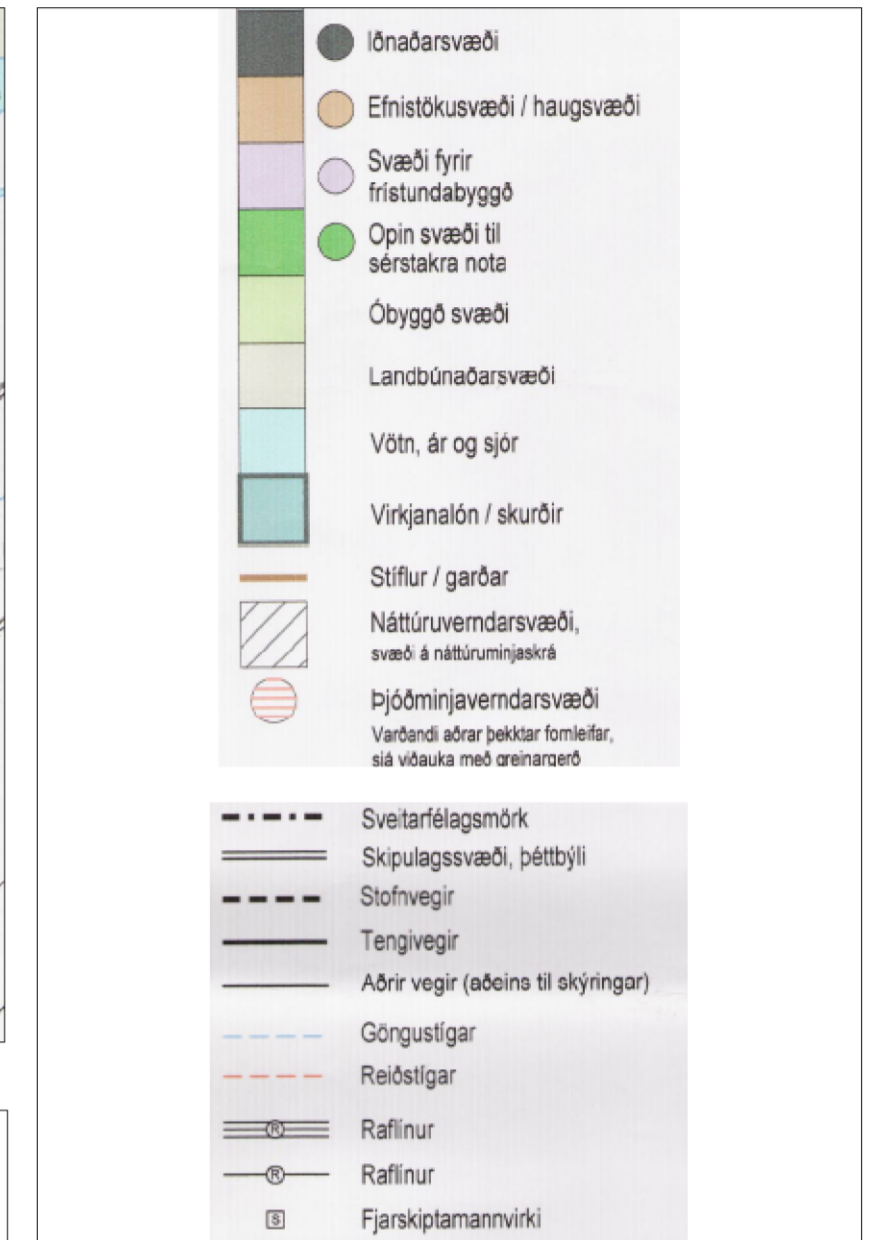 Iðnaðarsvæði
Efnistökusvæði / haugsvæði
Svæði fyrir
frístundabyggð
Opin svæði til
sérstakra nota
Óbyggð svæði
Landbúnaðarsvæði
Vötn, ár og sjór
Virkjanalón / skurðir
Stíflur / garðar
Náttúruverndarsvæði,
svæði á náttúruminjaskrá
Þjóðminjaverndarsvæði
Varðandi aðrar þekktar fornleifar,
sjá viðauka með greinargerð
Sveitarfélagsmörk
Skipulagssvæði, þéttbýli
Stofnvegir
Tengivegir
Aðrir vegir (aðeins til skýringar)
Göngustígar
Reiðstígar
R Raflínur
R Raflínur
S Fjarskiptamannvirki